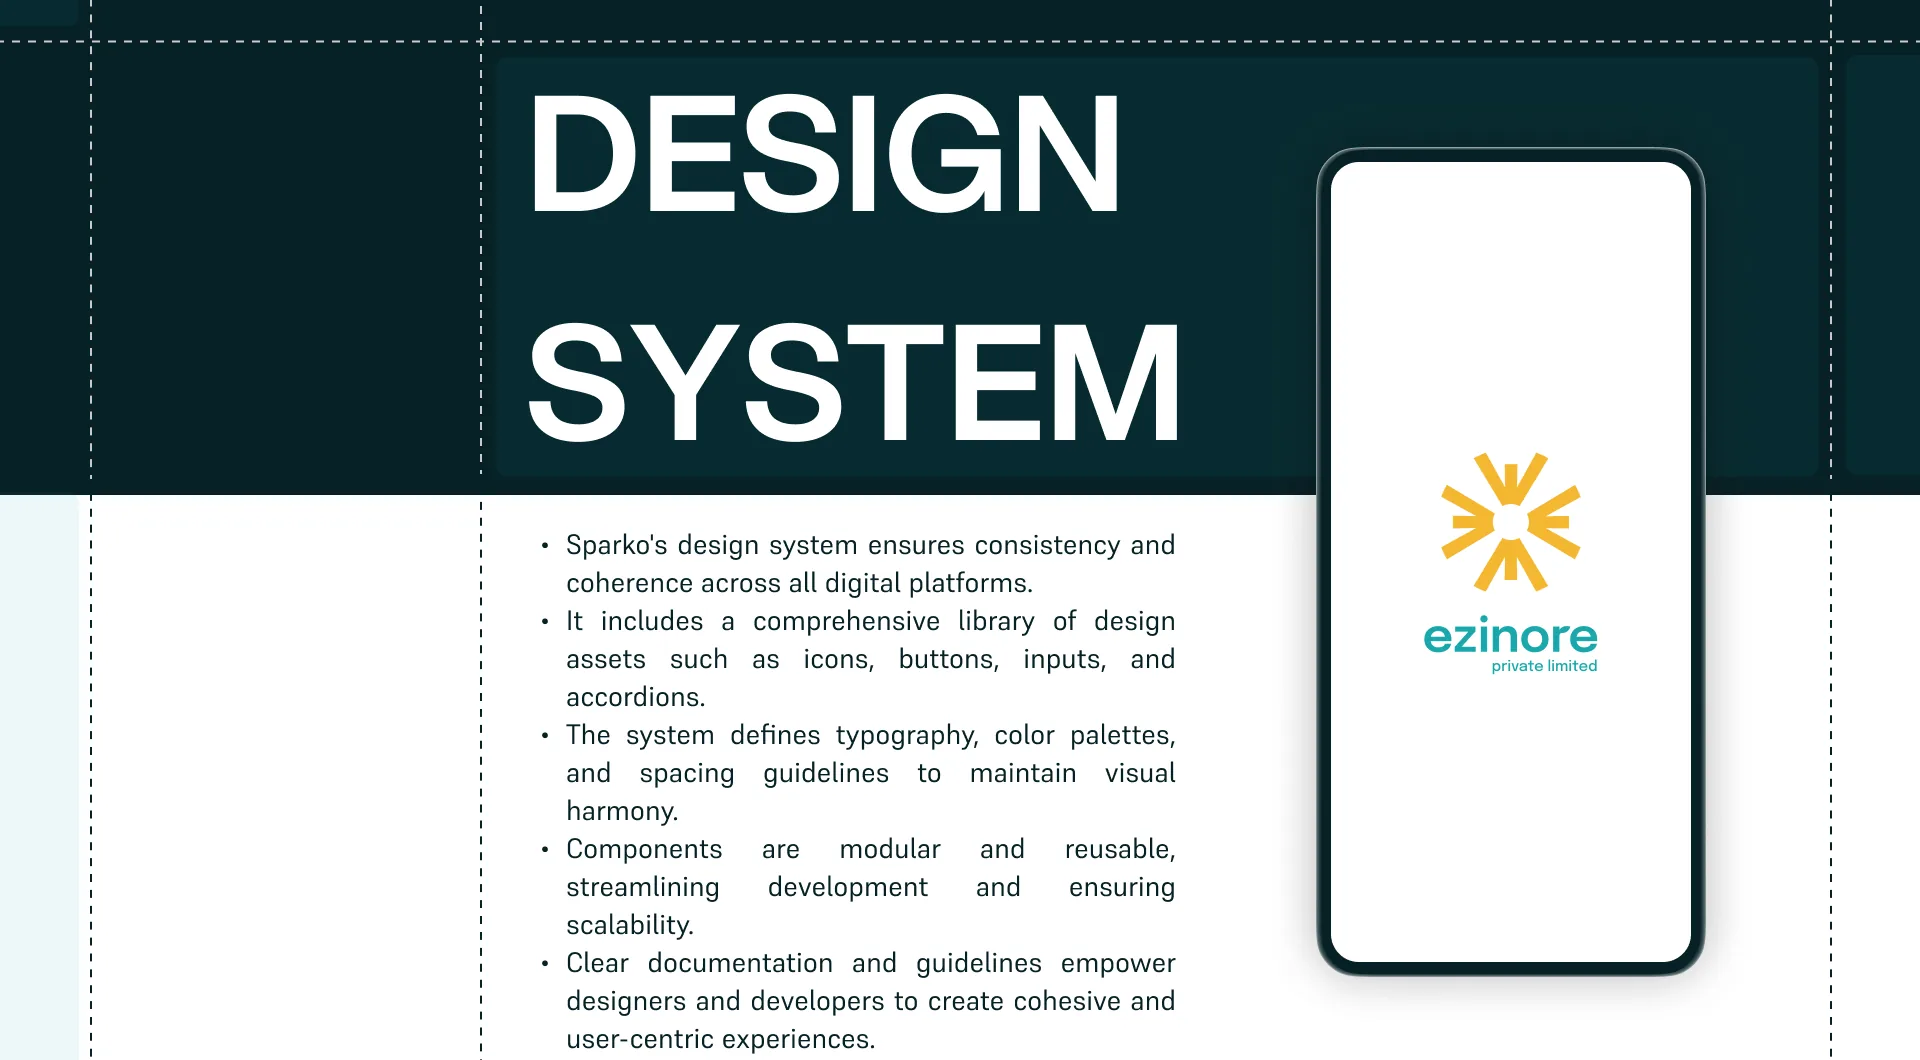 DESIGN
SYSTEM
• Sparko's design system ensures consistency and
coherence across all digital platforms.
• It includes a comprehensive library of design
assets such as icons, buttons, inputs, and
accordions.
• The system defines typography, color palettes,
and spacing guidelines to maintain visual
harmony.
• Components are modular and reusable,
streamlining development and ensuring
scalability.
• Clear documentation and guidelines empower
designers and developers to create cohesive and
user-centric experiences.
ezinore
private limited